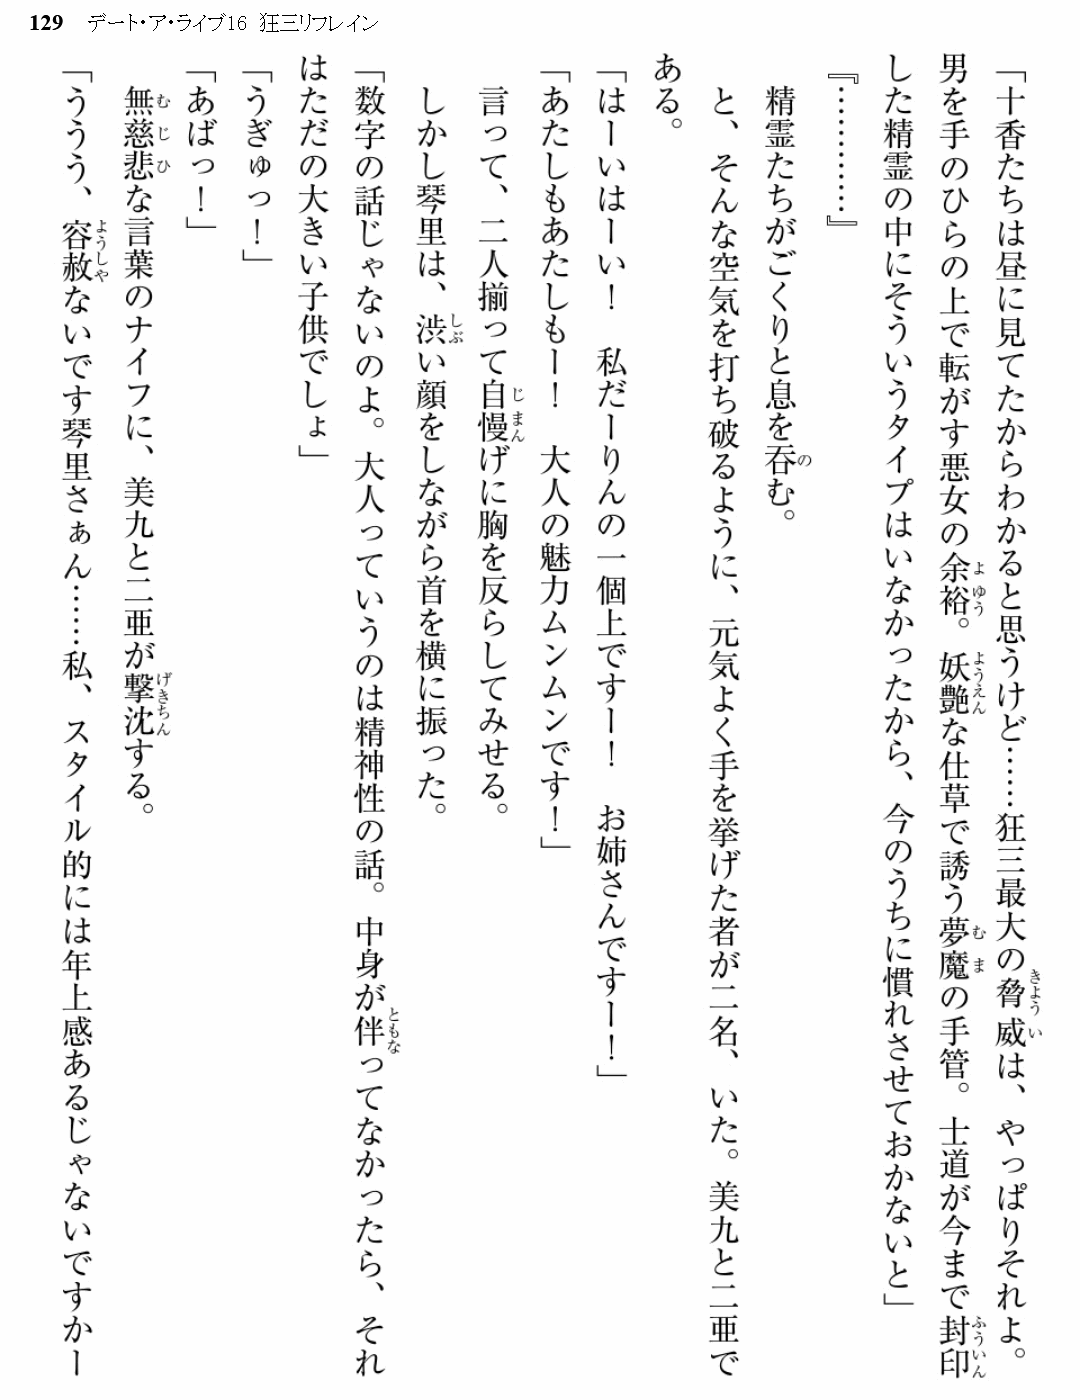 129 デート・ア・ライブ16 狂三リフレイン
「十香たちは昼に見てたからわかると思うけど……狂三最大の脅威は、やっぱりそれよ。
男を手のひらの上で転がす悪女の余裕。妖艶な仕草で誘う夢魔の手管。士道が今まで封印
した精霊の中にそういうタイプはいなかったから、今のうちに慣れさせておかないと」
『…………』
精霊たちがごくりと息を呑む。
と、そんな空気を打ち破るように、元気よく手を挙げた者が二名、いた。美九と二亜で
ある。
「はーいはーい！　私だーりんの一個上ですー！　お姉さんですー！」
「あたしもあたしもー！　大人の魅力ムンムンです！」
言って、二人揃って自慢げに胸を反らしてみせる。
しかし琴里は、渋い顔をしながら首を横に振った。
「数字の話じゃないのよ。大人っていうのは精神性の話。中身が伴ってなかったら、それ
はただの大きい子供でしょ」
「うぎゅっ！」
「あばっ！」
無慈悲な言葉のナイフに、美九と二亜が撃沈する。
「ううう、容赦ないです琴里さぁん……私、スタイル的には年上感あるじゃないですかー